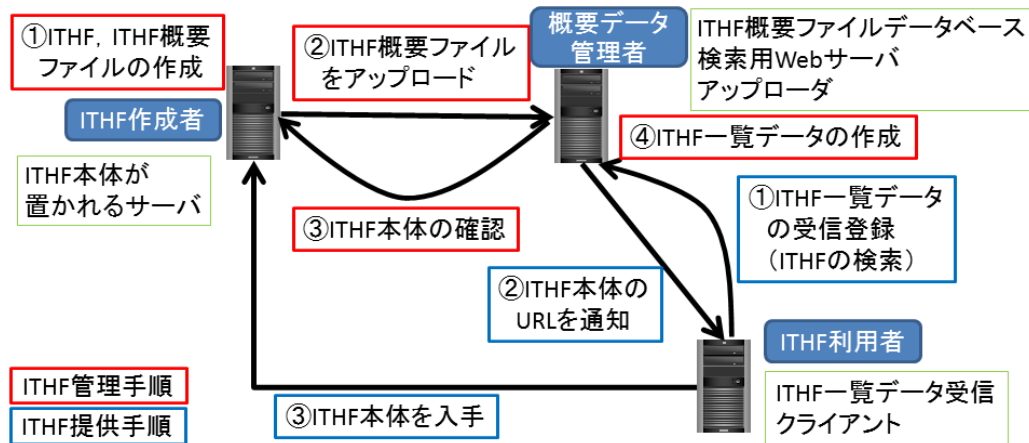 ①ITHF, ITHF概要
ファイルの作成
②ITHF概要ファイル
をアップロード
概要データ
管理者
ITHF概要ファイルデータベース
検索用Webサーバ
アップローダ
ITHF作成者
④ITHF一覧データの作成
ITHF本体が
置かれるサーバ
③ITHF本体の確認
①ITHF一覧データ
の受信登録
（ITHFの検索）
②ITHF本体の
URLを通知
ITHF利用者
ITHF管理手順
ITHF提供手順
③ITHF本体を入手
ITHF一覧データ受信
クライアント